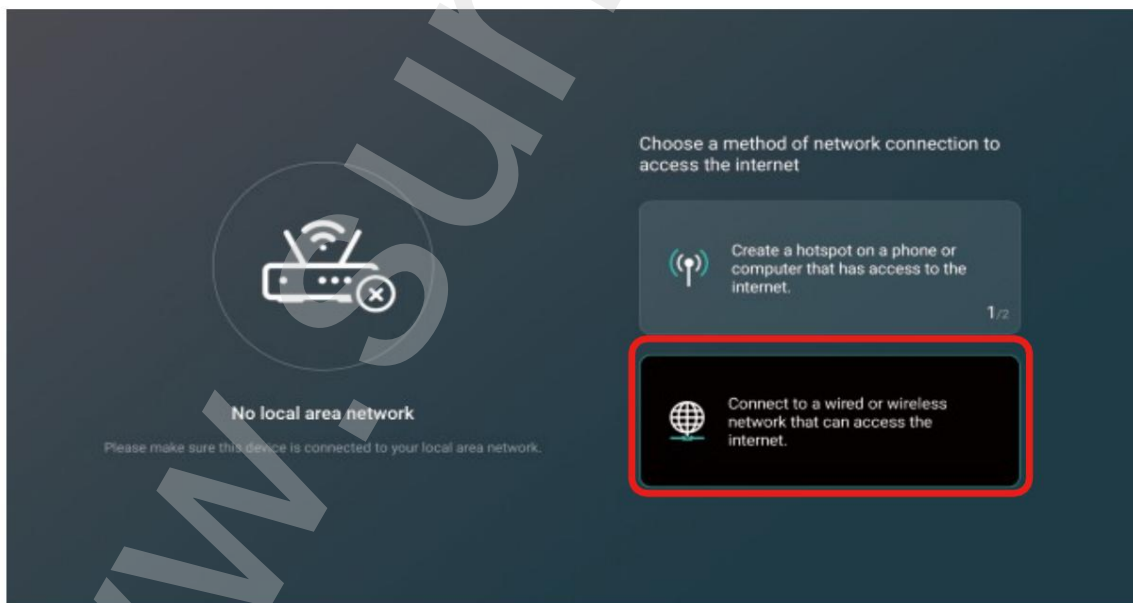 Choose a method of network connection to
access the internet
Create a hotspot on a phone or
computer that has access to the
internet.
1/2
No local area network
Please make sure this device is connected to your local area network.
Connect to a wired or wireless
network that can access the
internet.